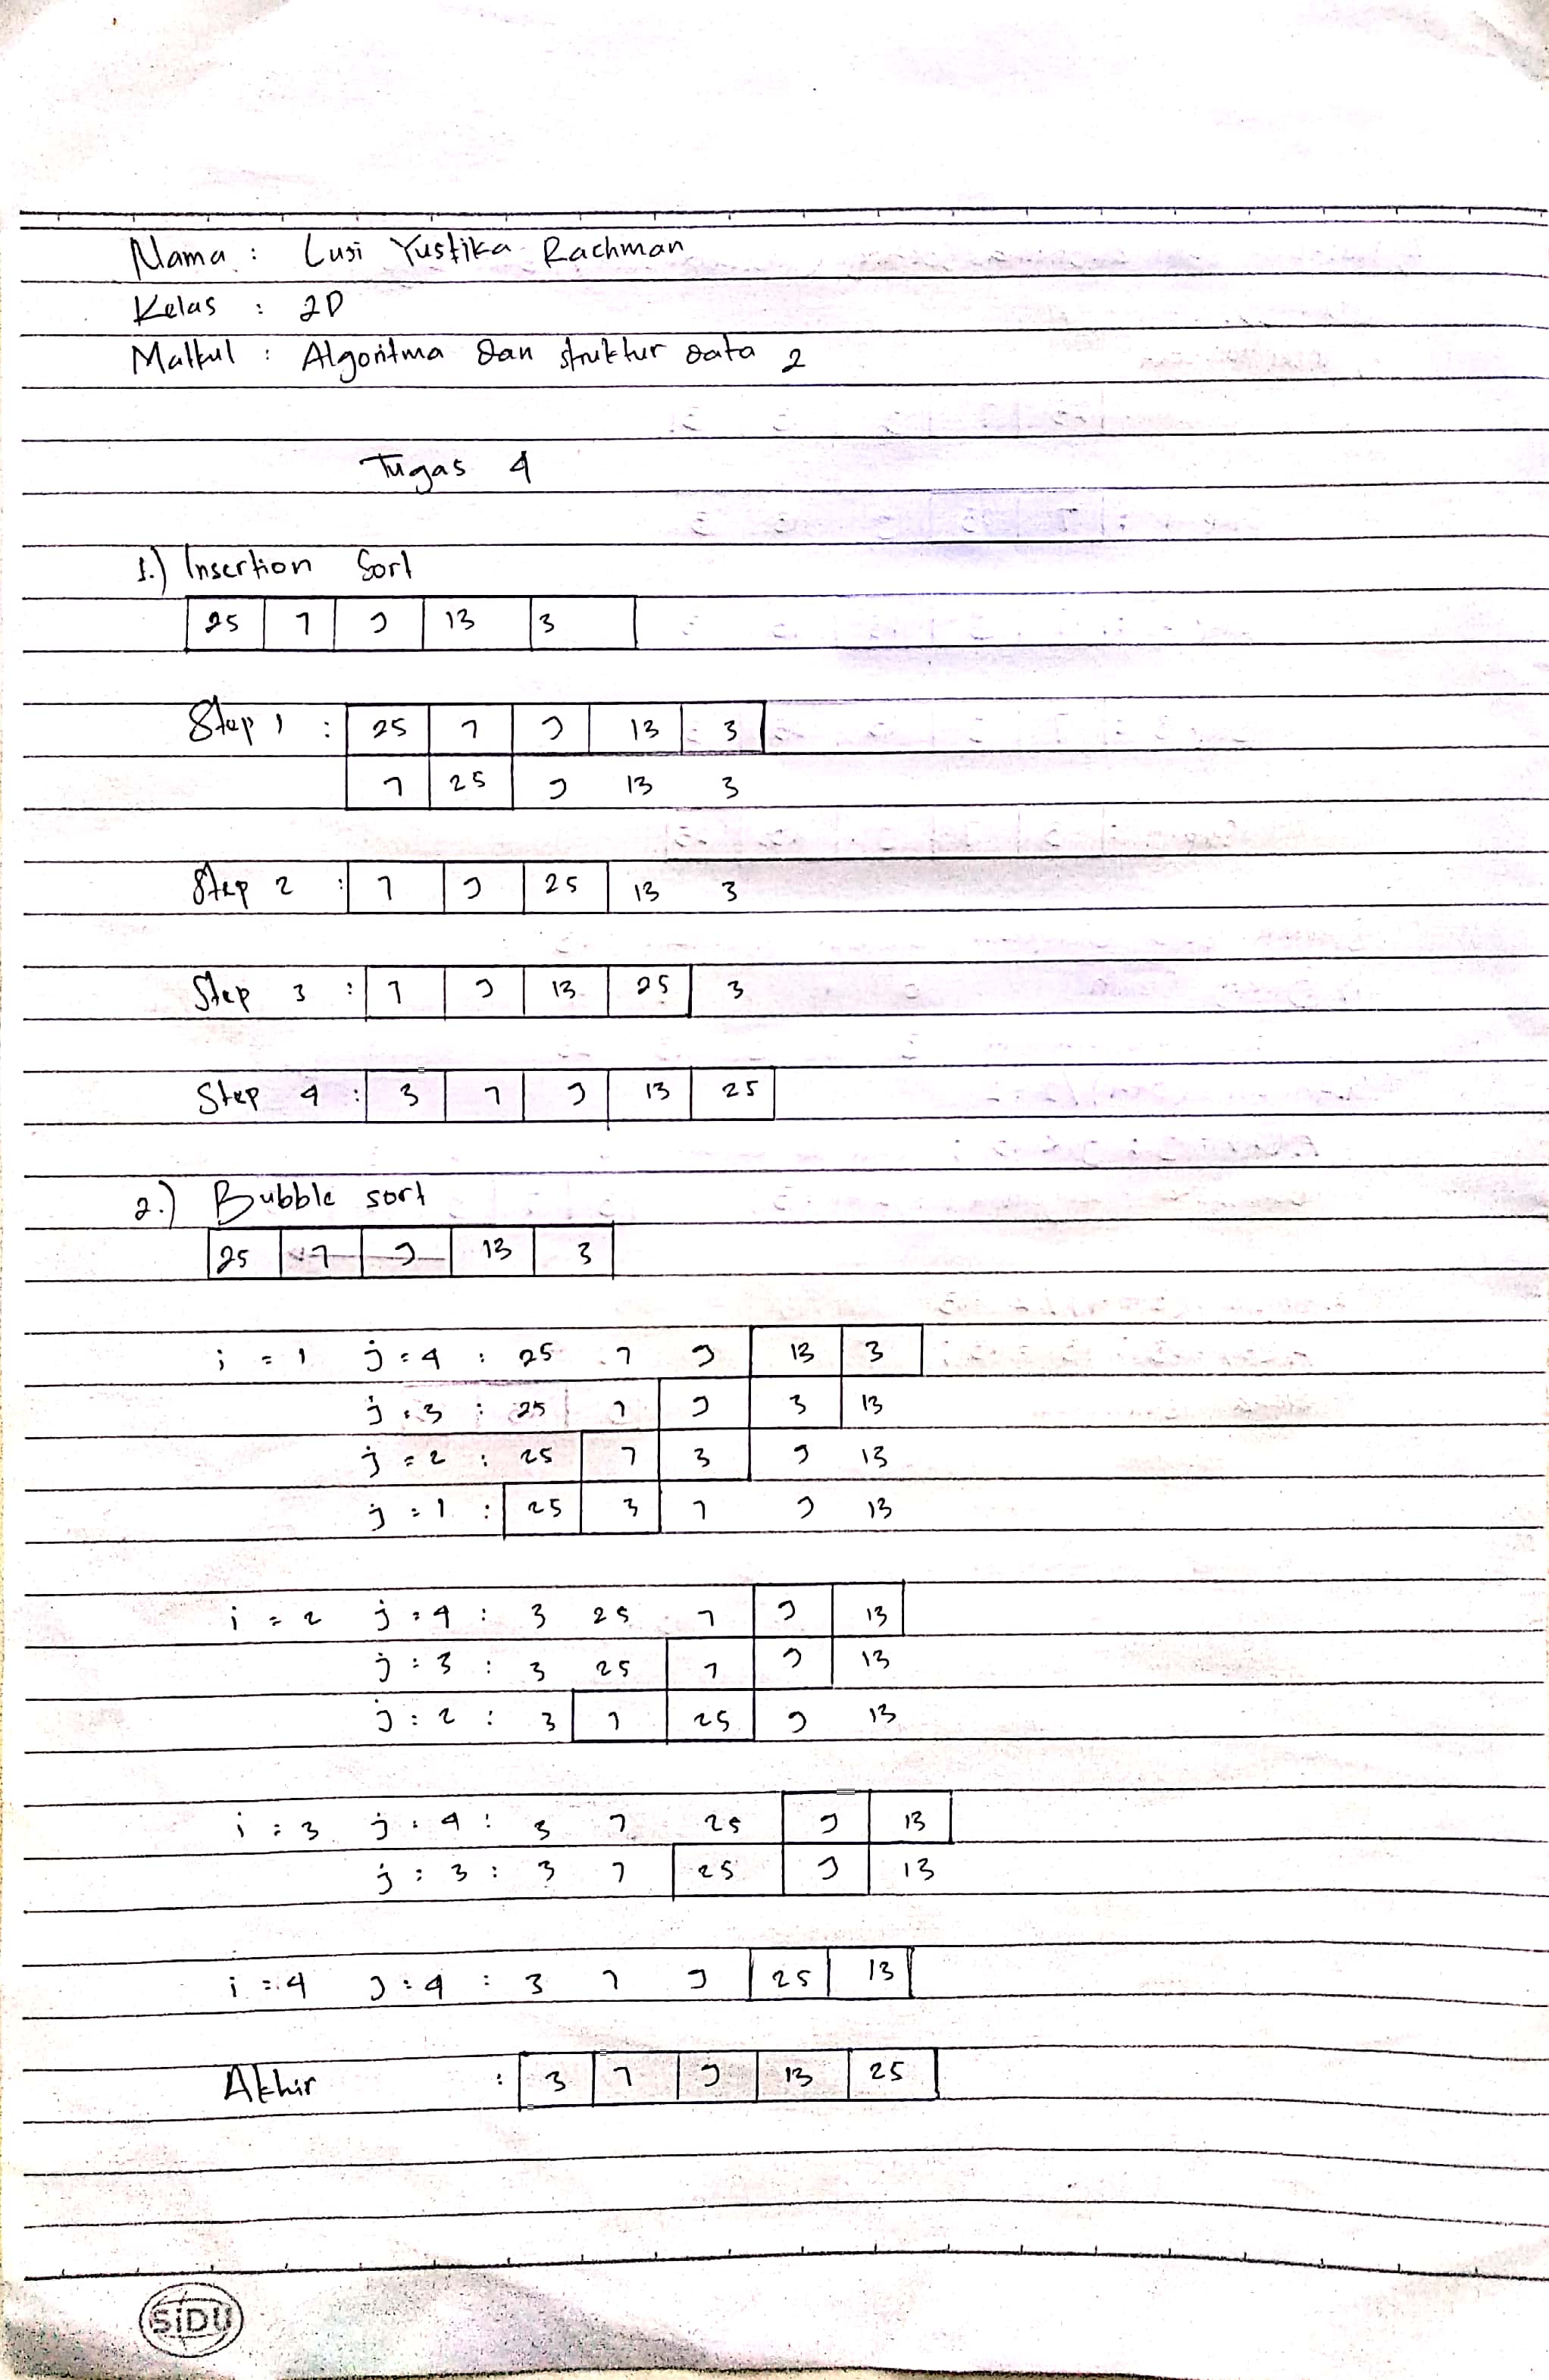 Nama : Lusi Yustika Rachman
Kelas : 2D
Matkul : Algoritma dan struktur data 2
Tugas 4
1.) Insertion Sort
25 7 9 13 3
Step 1 : 25 7 9 13 3
7 25 9 13 3
Step 2 : 7 9 25 13 3
Step 3 : 7 9 13 25 3
Step 4 : 3 7 9 13 25
2.) Bubble sort
25 7 9 13 3
i = 1 j = 4 : 25 7 9 13 3
j = 3 : 25 7 9 3 13
j = 2 : 25 7 3 9 13
j = 1 : 25 3 7 9 13
i = 2 j = 4 : 3 25 7 9 13
j = 3 : 3 25 7 9 13
j : 2 : 3 7 25 9 13
i = 3 j = 4 : 3 7 25 9 13
j : 3 : 3 7 25 9 13
i = 4 j : 4 : 3 7 9 25 13
Akhir : 3 7 9 13 25
SiDU